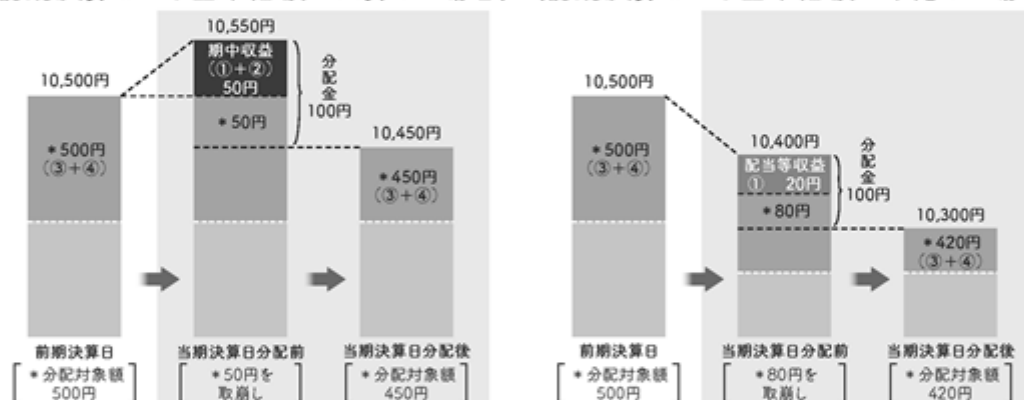 10,550円
期中収益
(①+②)
50円
*50円
分配金
100円
10,500円
*500円
(③+④)
10,450円
*450円
(③+④)
前期決算日
*分配対象額
500円
当期決算日分配前
*50円を
取崩し
当期決算日分配後
*分配対象額
450円
10,500円
*500円
(③+④)
10,400円
配当等収益
① 20円
*80円
分配金
100円
10,300円
*420円
(③+④)
前期決算日
*分配対象額
500円
当期決算日分配前
*80円を
取崩し
当期決算日分配後
*分配対象額
420円